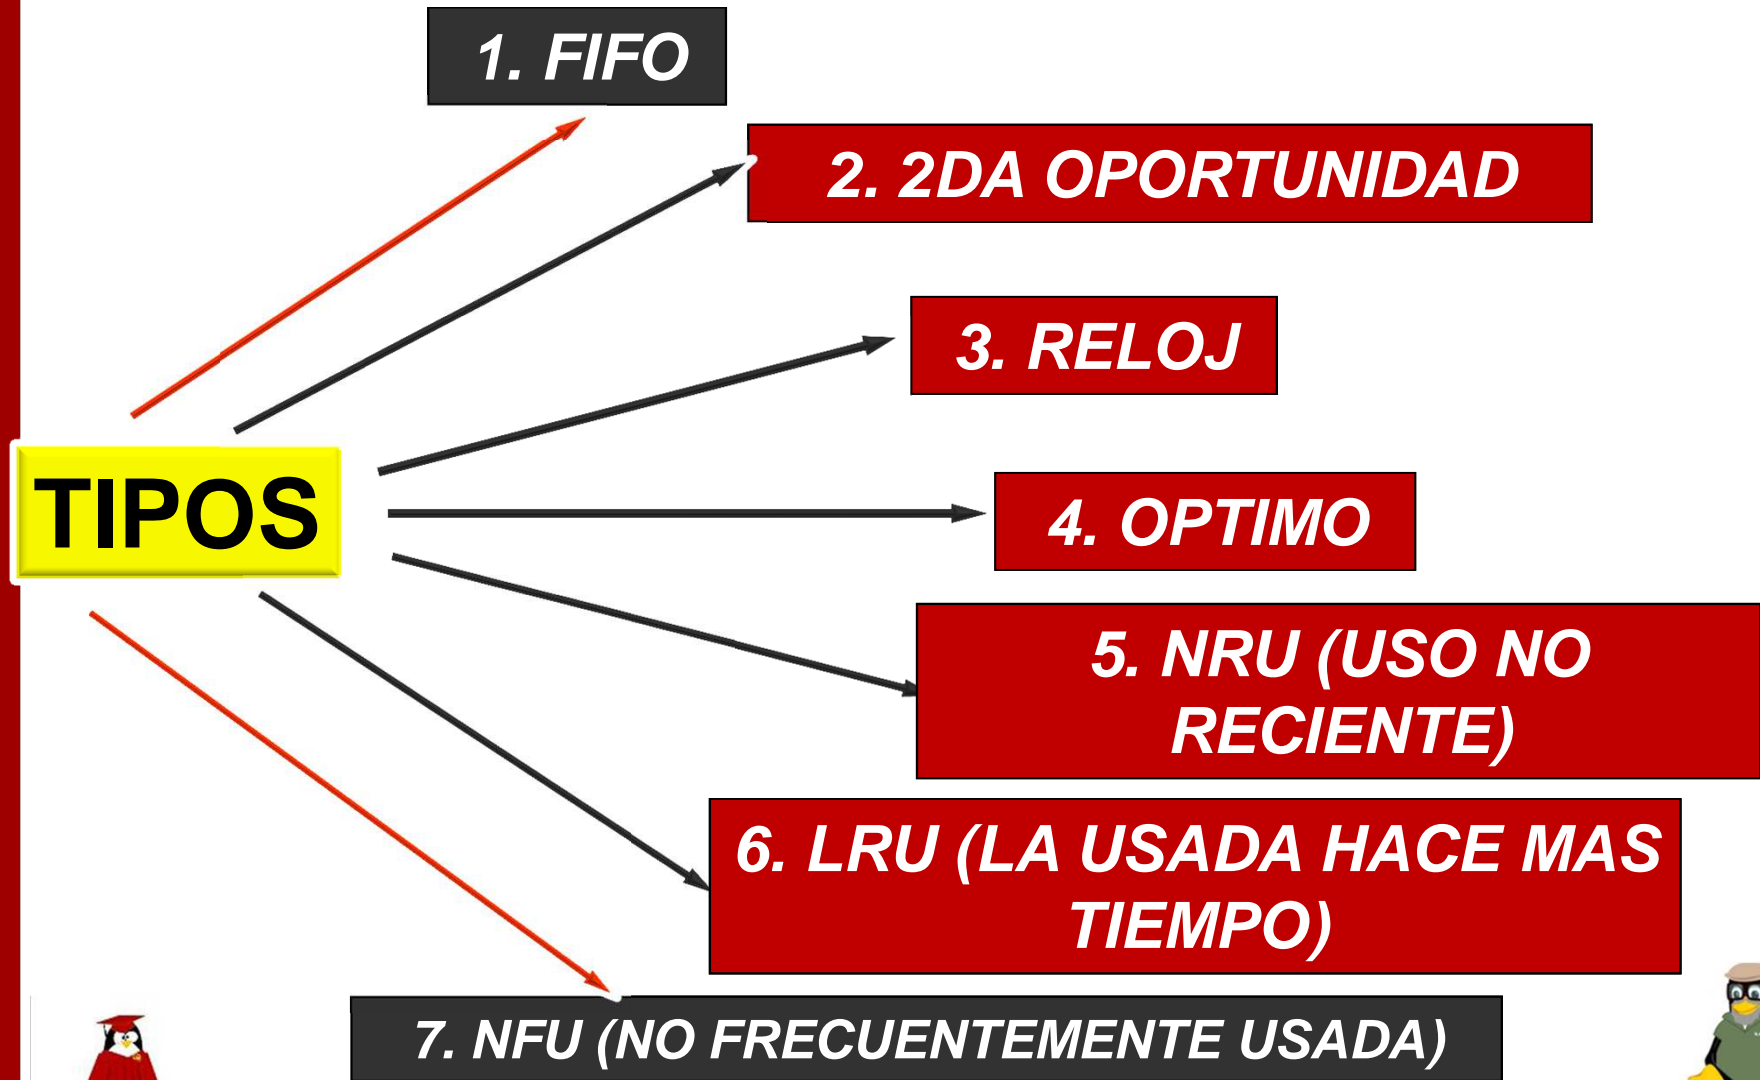 1. FIFO
2. 2DA OPORTUNIDAD
3. RELOJ
TIPOS
4. OPTIMO
5. NRU (USO NO
RECIENTE)
6. LRU (LA USADA HACE MAS
TIEMPO)
7. NFU (NO FRECUENTEMENTE USADA)